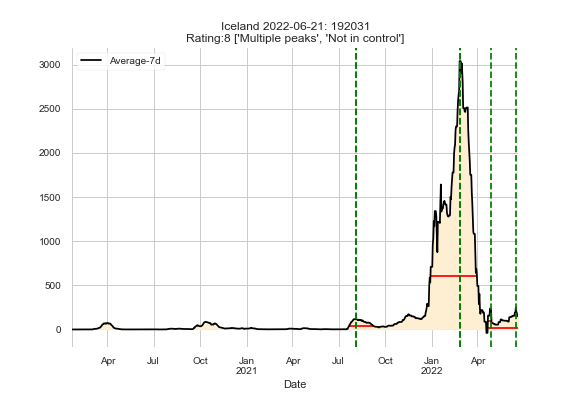 Iceland 2022-06-21: 192031
Rating:8 ['Multiple peaks', 'Not in control']
Average-7d
3000
2500
2000
1500
1000
500
0
Apr Jul Oct Jan Apr Jul Oct Jan Apr
2021 2022
Date